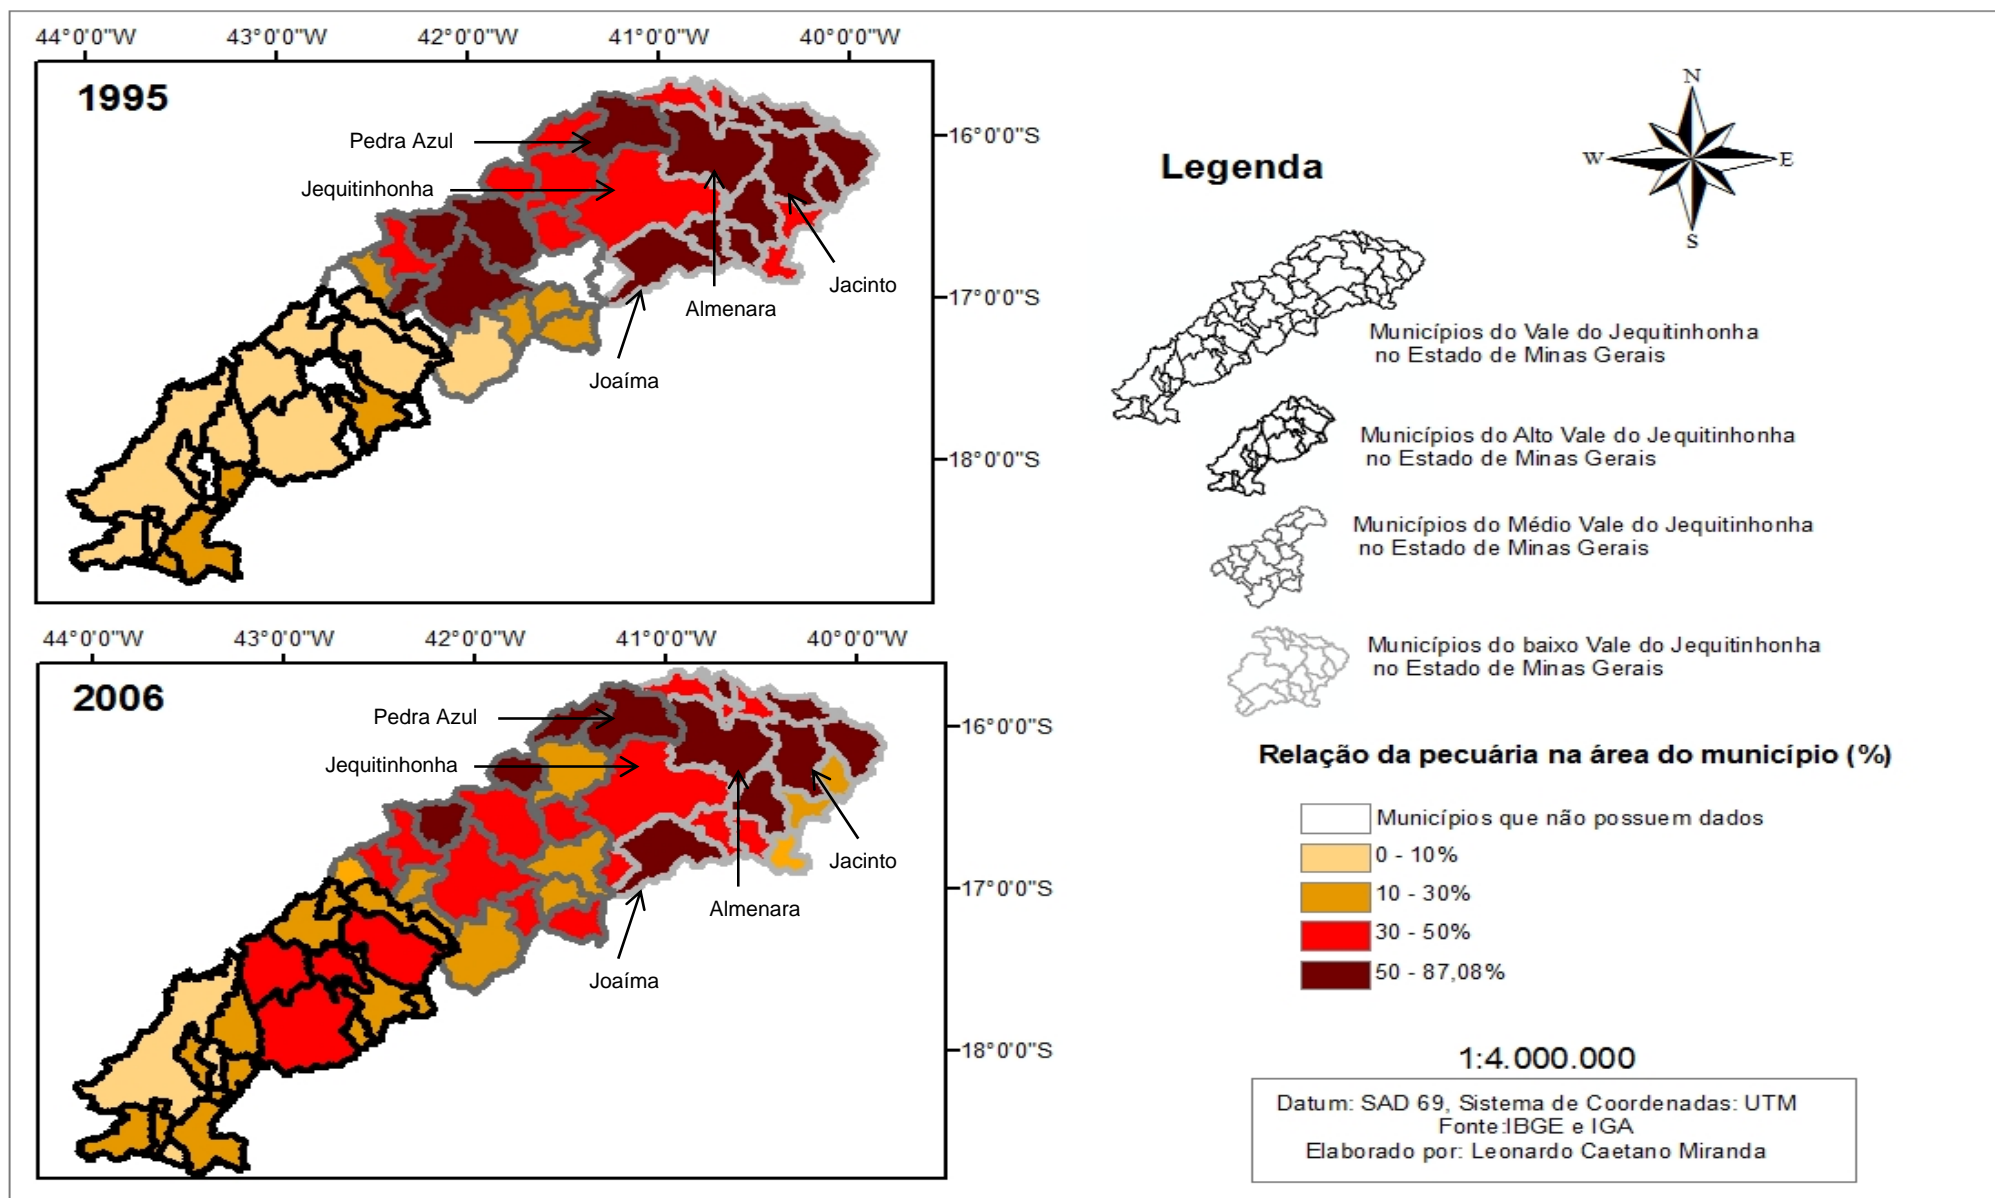 44°0'0"W 43°0'0"W 42°0'0"W 41°0'0"W 40°0'0"W
1995
16°0'0"S
17°0'0"S
18°0'0"S
Pedra Azul
Jequitinhonha
Jacinto
Almenara
Joaíma
44°0'0"W 43°0'0"W 42°0'0"W 41°0'0"W 40°0'0"W
2006
16°0'0"S
17°0'0"S
18°0'0"S
Pedra Azul
Jequitinhonha
Jacinto
Almenara
Joaíma
N
W E
S
Legenda
Municípios do Vale do Jequitinhonha
no Estado de Minas Gerais
Municípios do Alto Vale do Jequitinhonha
no Estado de Minas Gerais
Municípios do Médio Vale do Jequitinhonha
no Estado de Minas Gerais
Municípios do baixo Vale do Jequitinhonha
no Estado de Minas Gerais
Relação da pecuária na área do município (%)
Municípios que não possuem dados
0 - 10%
10 - 30%
30 - 50%
50 - 87,08%
1:4.000.000
Datum: SAD 69, Sistema de Coordenadas: UTM
Fonte:IBGE e IGA
Elaborado por: Leonardo Caetano Miranda